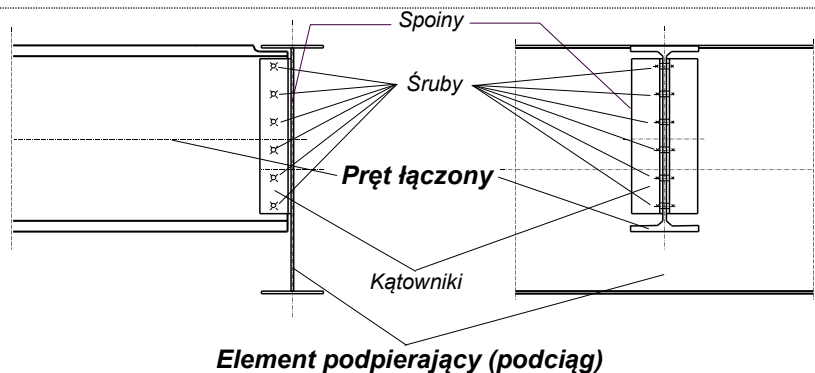 Spoiny
Śruby
Pręt łączony
Kątowniki
Element podpierający (podciąg)